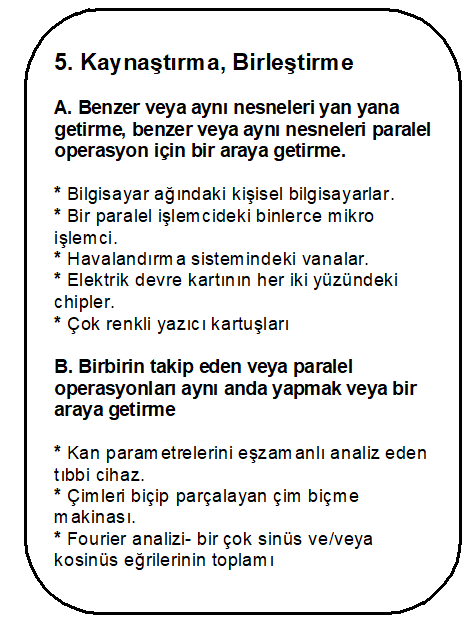 5. Kaynaştırma, Birleştirme
A. Benzer veya aynı nesneleri yan yana
getirme, benzer veya aynı nesneleri paralel
operasyon için bir araya getirme.
* Bilgisayar ağındaki kişisel bilgisayarlar.
* Bir paralel işlemcideki binlerce mikro
işlemci.
* Havalandırma sistemindeki vanalar.
* Elektrik devre kartının her iki yüzündeki
chipler.
* Çok renkli yazıcı kartuşları
B. Birbirin takip eden veya paralel
operasyonları aynı anda yapmak veya bir
araya getirme
* Kan parametrelerini eşzamanlı analiz eden
tıbbi cihaz.
* Çimleri biçip parçalayan çim biçme
makinası.
* Fourier analizi- bir çok sinüs ve/veya
kosinüs eğrilerinin toplamı